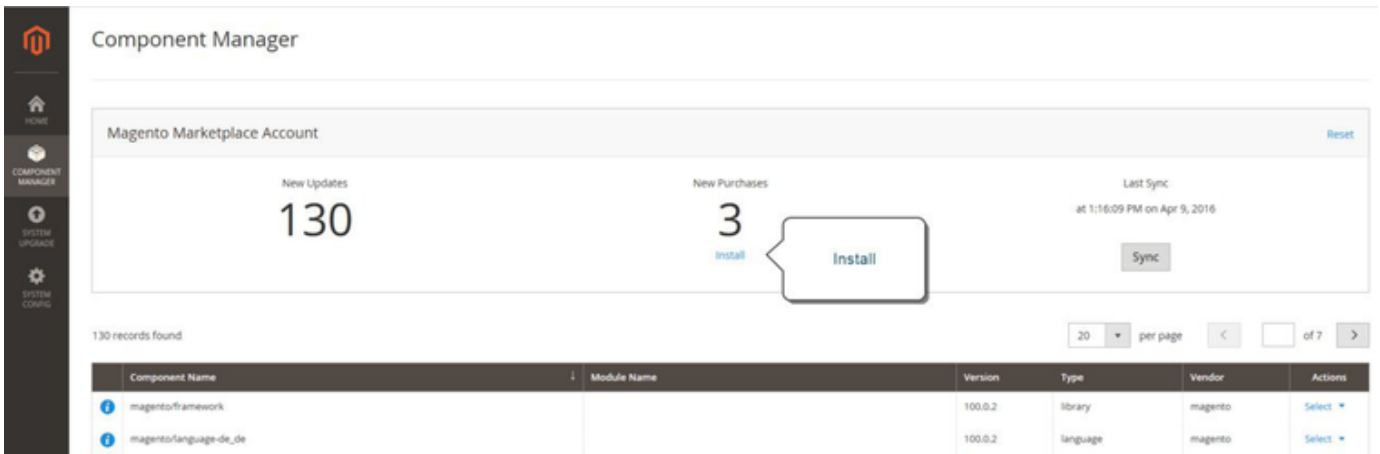 Component Manager
HOME
COMPONENT
MANAGER
SYSTEM
UPGRADE
SYSTEM
CONFIG
Magento Marketplace Account
Reset
New Updates
130
New Purchases
3
Install
Install
Last Sync
at 1:16:09 PM on Apr 9, 2016
Sync
130 records found
20 per page of 7
Component Name Module Name Version Type Vendor Actions
magento/framework 100.0.2 library magento Select
magento/language-de_de 100.0.2 language magento Select